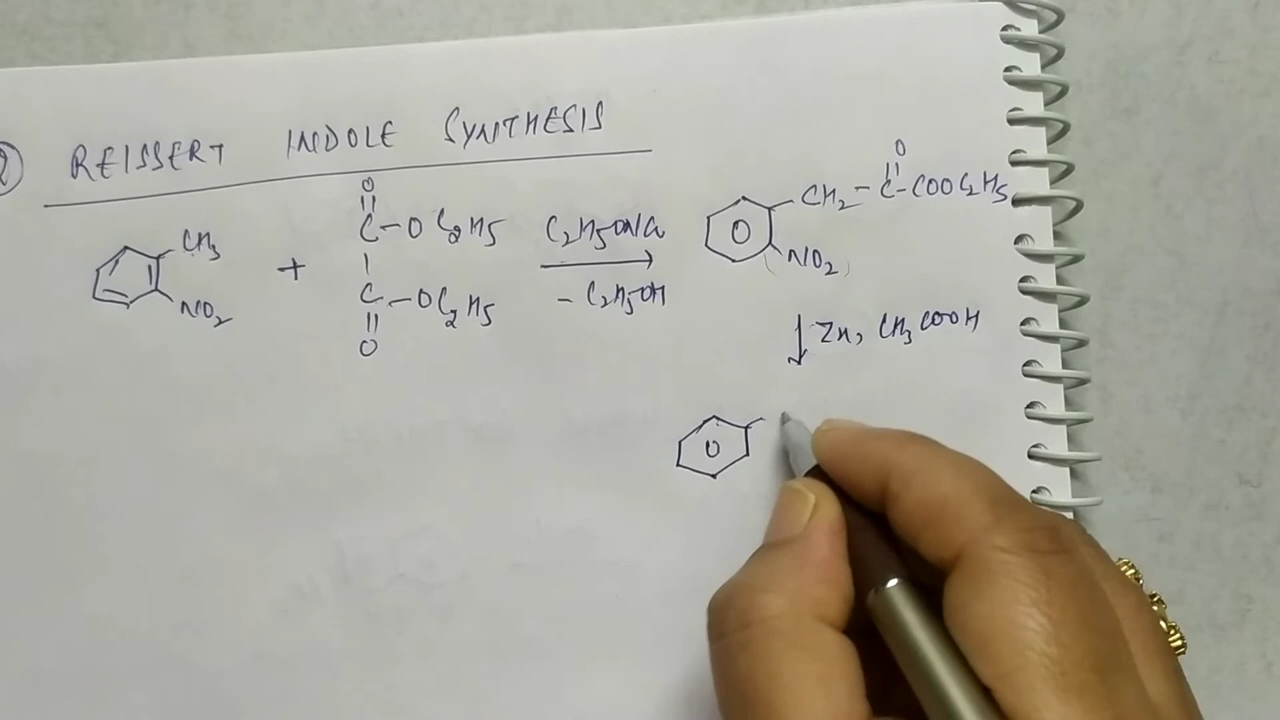 2) REISSERT INDOLE SYNTHESIS
O
C-OC2H5
C-OC2H5
O
CH3
NO2
+
C2H5ONa
- C2H5OH
O
CH2-C-COOC2H5
O
NO2
Zn, CH3COOH
O